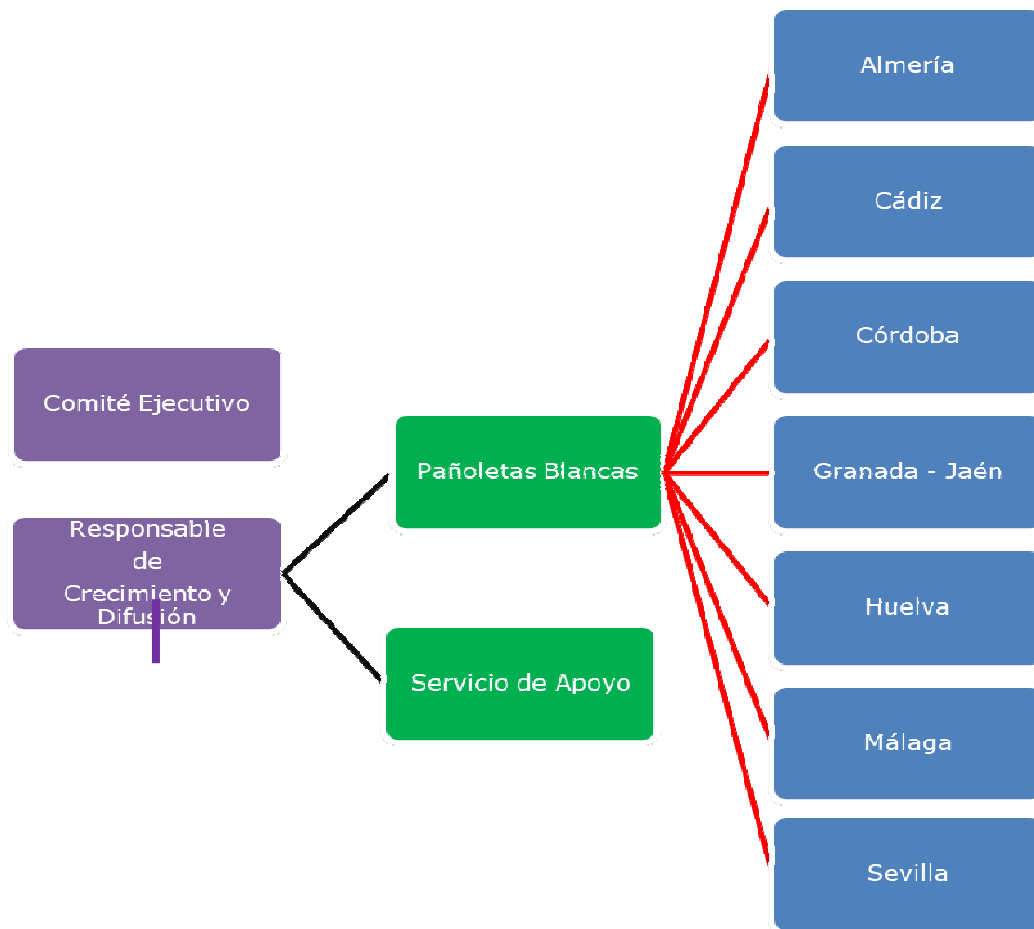 Comité Ejecutivo
Responsable
de
Crecimiento y
Difusión
Pañoletas Blancas
Servicio de Apoyo
Almería
Cádiz
Córdoba
Granada - Jaén
Huelva
Málaga
Sevilla